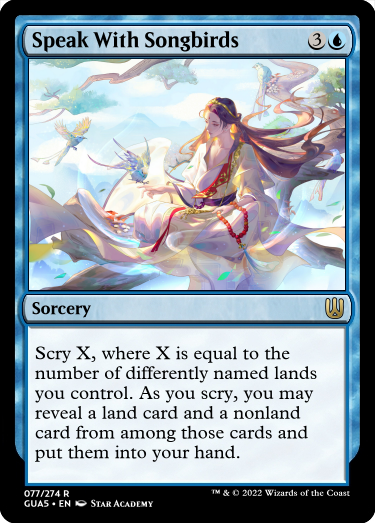 Speak With Songbirds 3
Sorcery
Scry X, where X is equal to the
number of differently named lands
you control. As you scry, you may
reveal a land card and a nonland
card from among those cards and
put them into your hand.
077/274 R
GUA5 • EN Star Academy
™ & © 2022 Wizards of the Coast